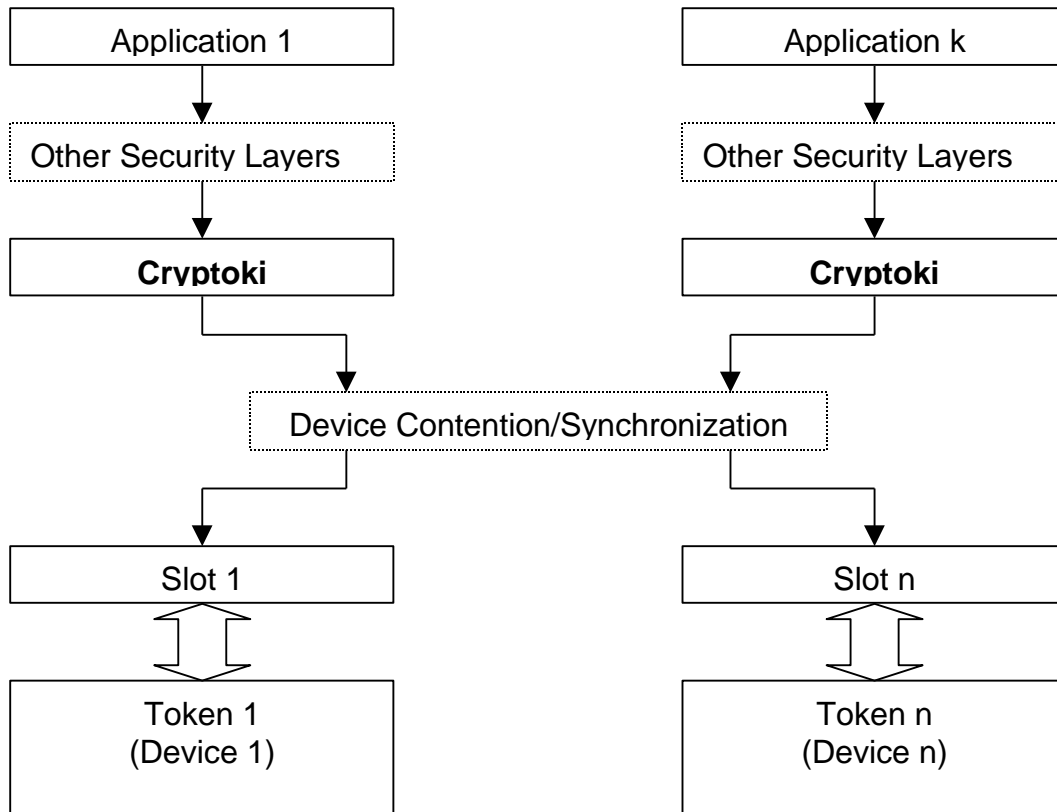 Application 1
Application k
Other Security Layers
Other Security Layers
Cryptoki
Cryptoki
Device Contention/Synchronization
Slot 1
Slot n
Token 1
(Device 1)
Token n
(Device n)